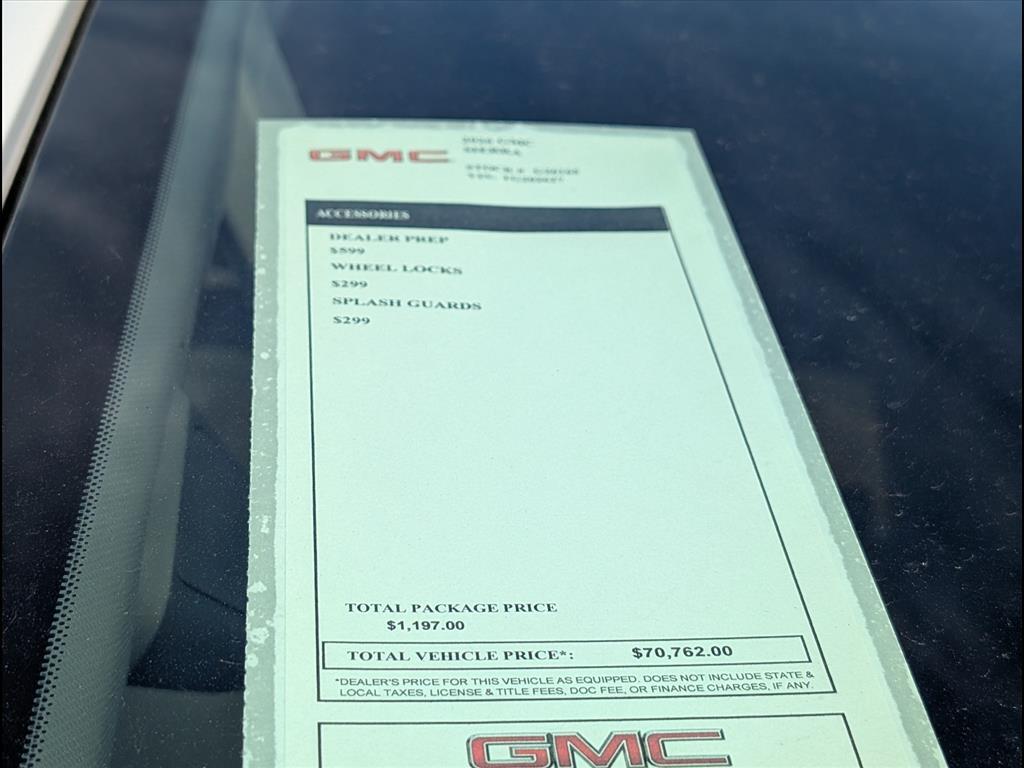 GMC
ACCESSORIES
DEALER PREP
$599
WHEEL LOCKS
$299
SPLASH GUARDS
$299
TOTAL PACKAGE PRICE
$1,197.00
TOTAL VEHICLE PRICE*: $70,762.00
*DEALER'S PRICE FOR THIS VEHICLE AS EQUIPPED. DOES NOT INCLUDE STATE &
LOCAL TAXES, LICENSE & TITLE FEES, DOC FEE, OR FINANCE CHARGES, IF ANY.
GMC